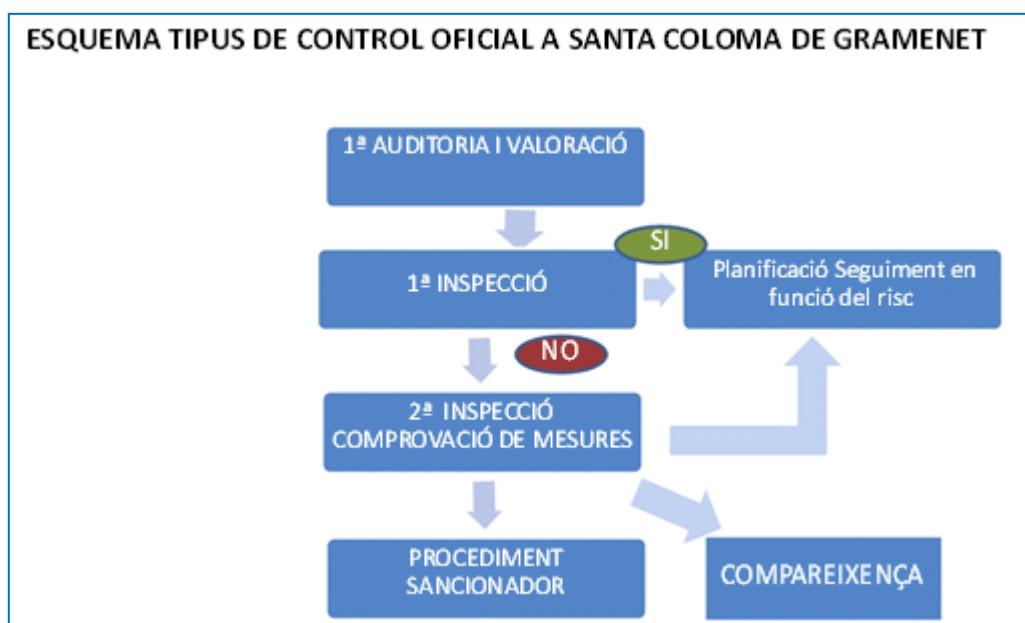 ESQUEMA TIPUS DE CONTROL OFICIAL A SANTA COLOMA DE GRAMENET
1ª AUDITORIA I VALORACIÓ
SI
1ª INSPECCIÓ
Planificació Seguiment en
funció del risc
NO
2ª INSPECCIÓ
COMPROVACIÓ DE MESURES
PROCEDIMENT
SANCIONADOR
COMPAREIXENÇA